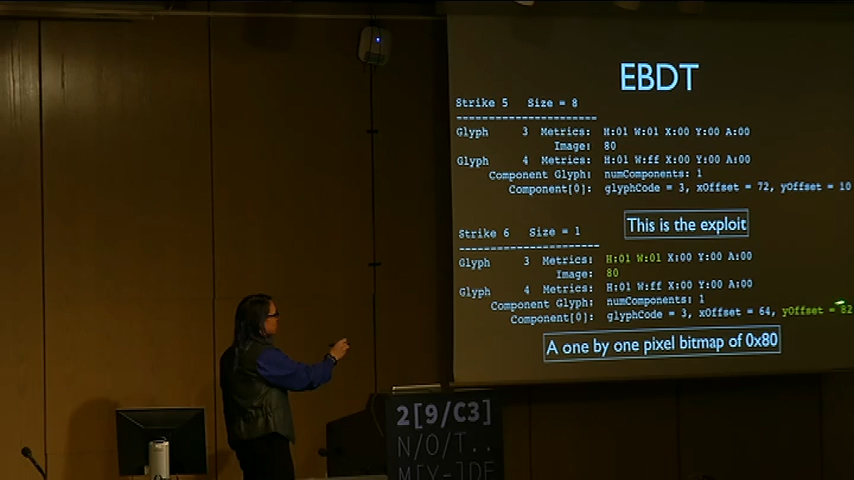 EBDT
Strike 5 Size = 8
------------------------
Glyph 3 Metrics: H:01 W:01 X:00 Y:00 A:00
Image: 80
Glyph 4 Metrics: H:01 W:ff X:00 Y:00 A:00
Component Glyph: numComponents: 1
Component[0]: glyphCode = 3, xOffset = 72, yOffset = 10
This is the exploit
Strike 6 Size = 1
------------------------
Glyph 3 Metrics: H:01 W:01 X:00 Y:00 A:00
Image: 80
Glyph 4 Metrics: H:01 W:ff X:00 Y:00 A:00
Component Glyph: numComponents: 1
Component[0]: glyphCode = 3, xOffset = 64, yOffset = 82
A one by one pixel bitmap of 0x80
2[9/C3]
N/O/T..
M[Y-]DE